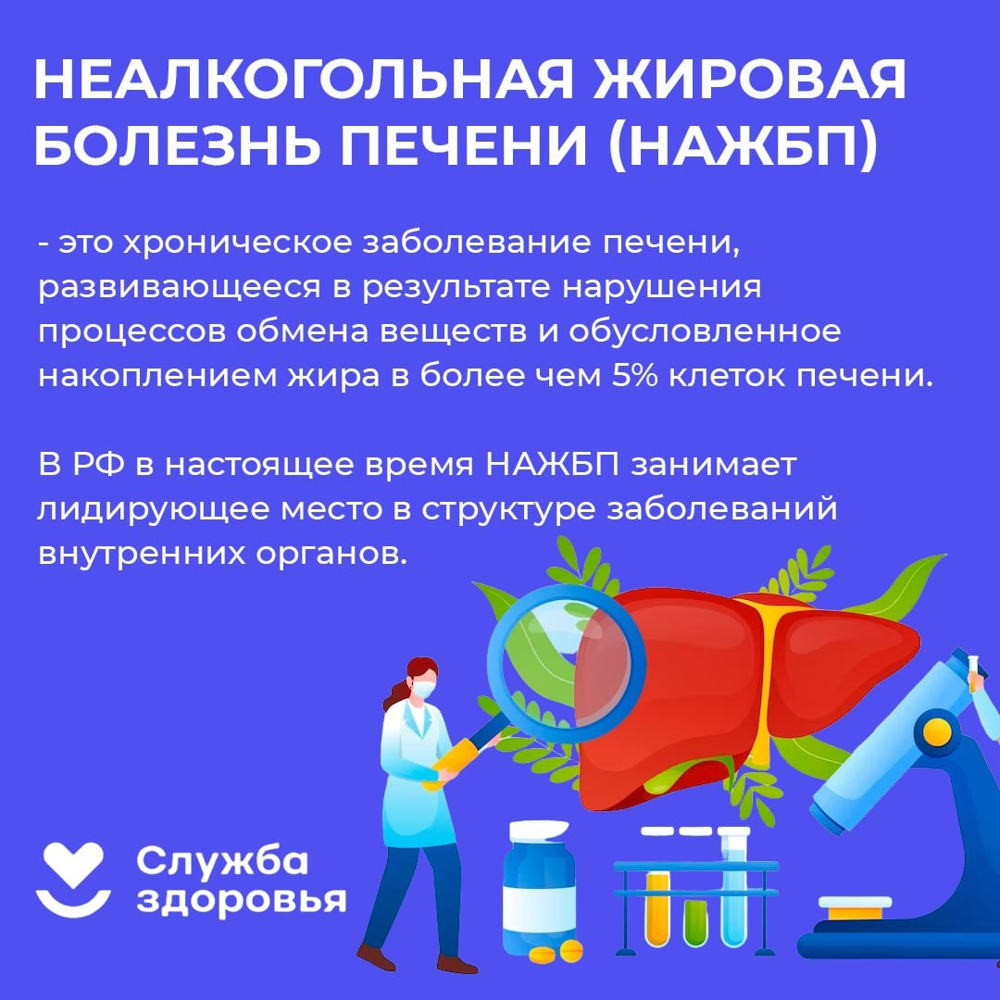 НЕАЛКОГОЛЬНАЯ ЖИРОВАЯ
БОЛЕЗНЬ ПЕЧЕНИ (НАЖБП)
- это хроническое заболевание печени,
развивающееся в результате нарушения
процессов обмена веществ и обусловленное
накоплением жира в более чем 5% клеток печени.
В РФ в настоящее время НАЖБП занимает
лидирующее место в структуре заболеваний
внутренних органов.
Служба
здоровья